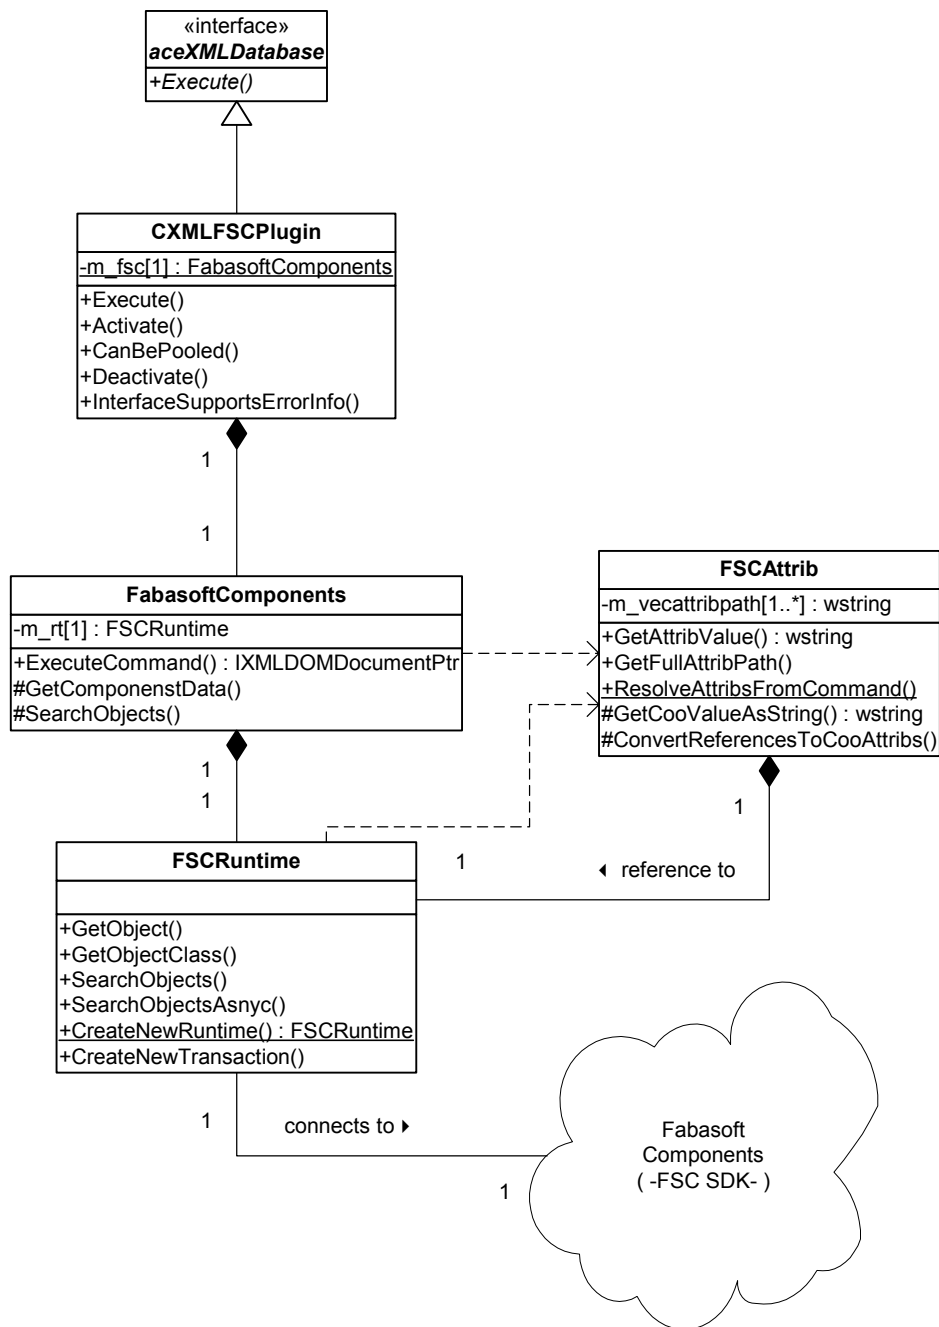 «interface»
aceXMLDatabase
+Execute()
CXMLFSCPlugin
-m_fsc[1] : FabasoftComponents
+Execute()
+Activate()
+CanBePooled()
+Deactivate()
+InterfaceSupportsErrorInfo()
1
1
FabasoftComponents
-m_rt[1] : FSCRuntime
+ExecuteCommand() : IXMLDOMDocumentPtr
#GetComponenstData()
#SearchObjects()
FSCAttrib
-m_vecattribpath[1..*] : wstring
+GetAttribValue() : wstring
+GetFullAttribPath()
+ResolveAttribsFromCommand()
#GetCooValueAsString() : wstring
#ConvertReferencesToCooAttribs()
1
1
1
1
reference to
FSCRuntime
+GetObject()
+GetObjectClass()
+SearchObjects()
+SearchObjectsAsnyc()
+CreateNewRuntime() : FSCRuntime
+CreateNewTransaction()
1
connects to
1
Fabasoft
Components
( -FSC SDK- )